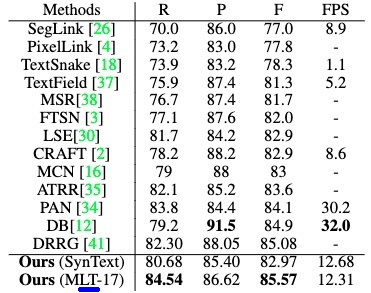 Methods R P F FPS
SegLink [26] 70.0 86.0 77.0 8.9
PixelLink [4] 73.2 83.0 77.8 -
TextSnake [18] 73.9 83.2 78.3 1.1
TextField [37] 75.9 87.4 81.3 5.2
MSR[38] 76.7 87.4 81.7 -
FTSN [3] 77.1 87.6 82.0 -
LSE[30] 81.7 84.2 82.9 -
CRAFT [2] 78.2 88.2 82.9 8.6
MCN [16] 79 88 83 -
ATRR[35] 82.1 85.2 83.6 -
PAN [34] 83.8 84.4 84.1 30.2
DB[12] 79.2 91.5 84.9 32.0
DRRG [41] 82.30 88.05 85.08 -
Ours (SynText) 80.68 85.40 82.97 12.68
Ours (MLT-17) 84.54 86.62 85.57 12.31